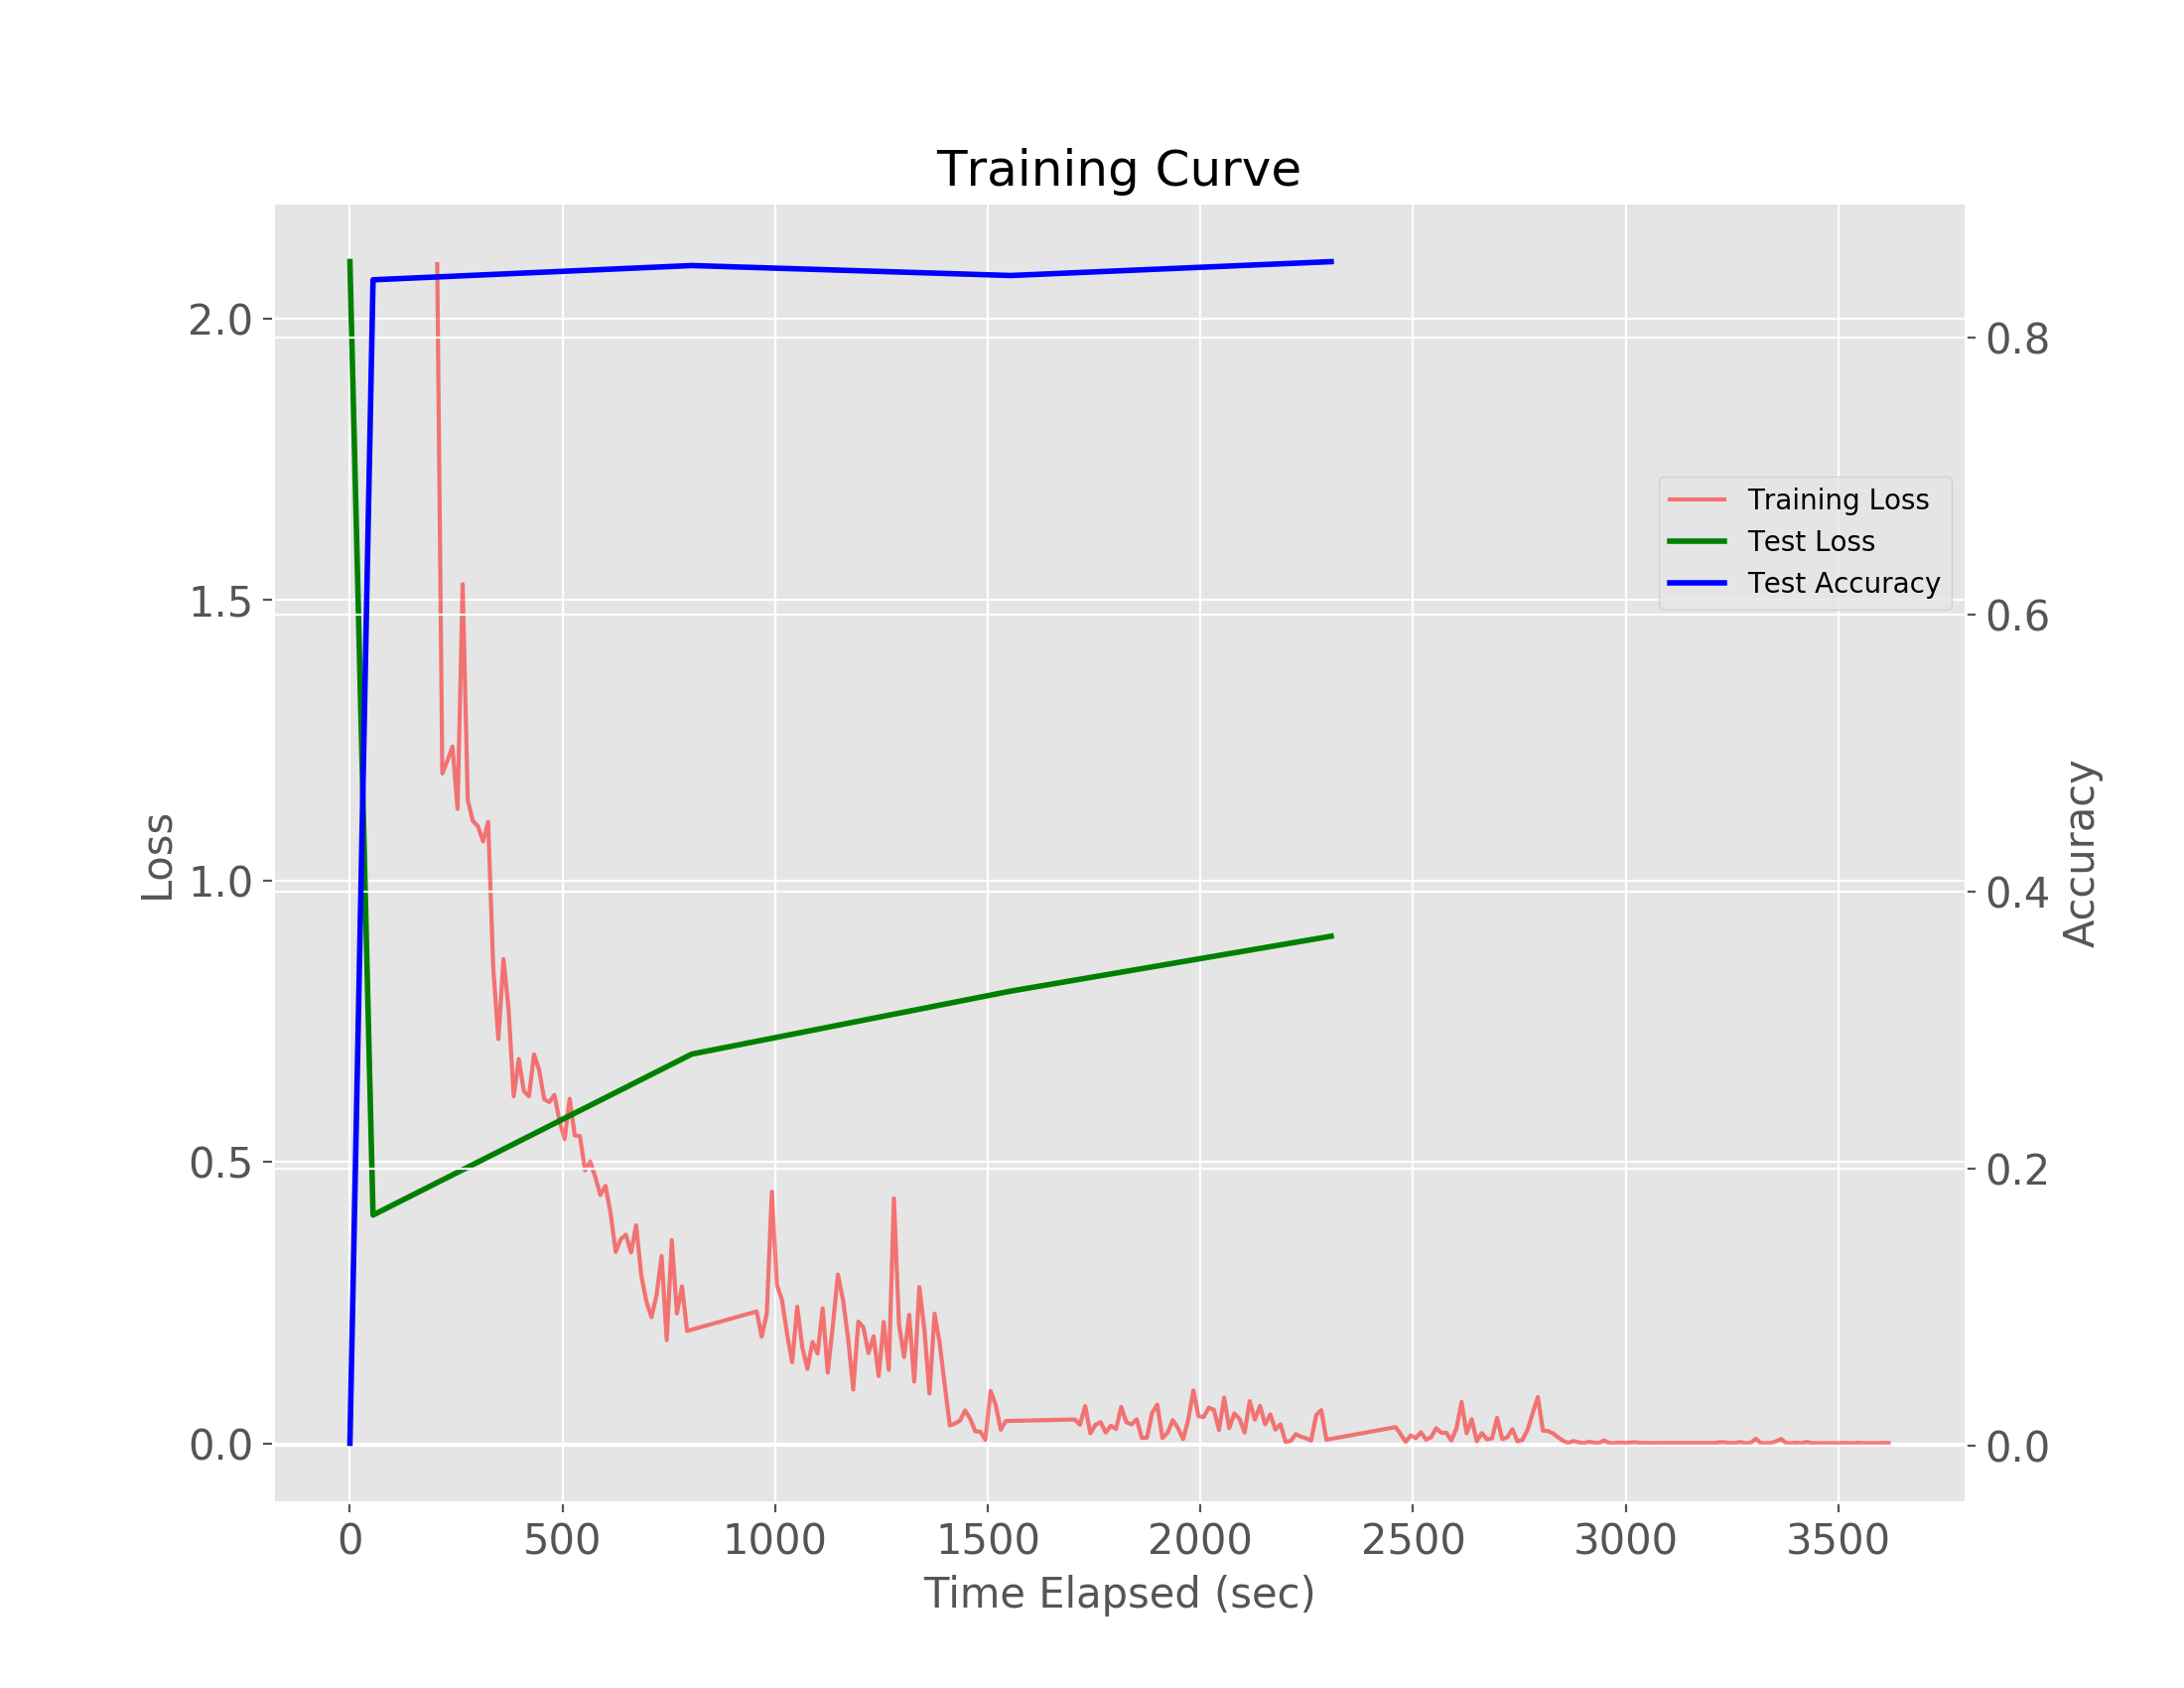 Training Curve
2.0
1.5
1.0
0.5
0.0
Loss
0.8
0.6
0.4
0.2
0.0
Accuracy
Training Loss
Test Loss
Test Accuracy
0 500 1000 1500 2000 2500 3000 3500
Time Elapsed (sec)